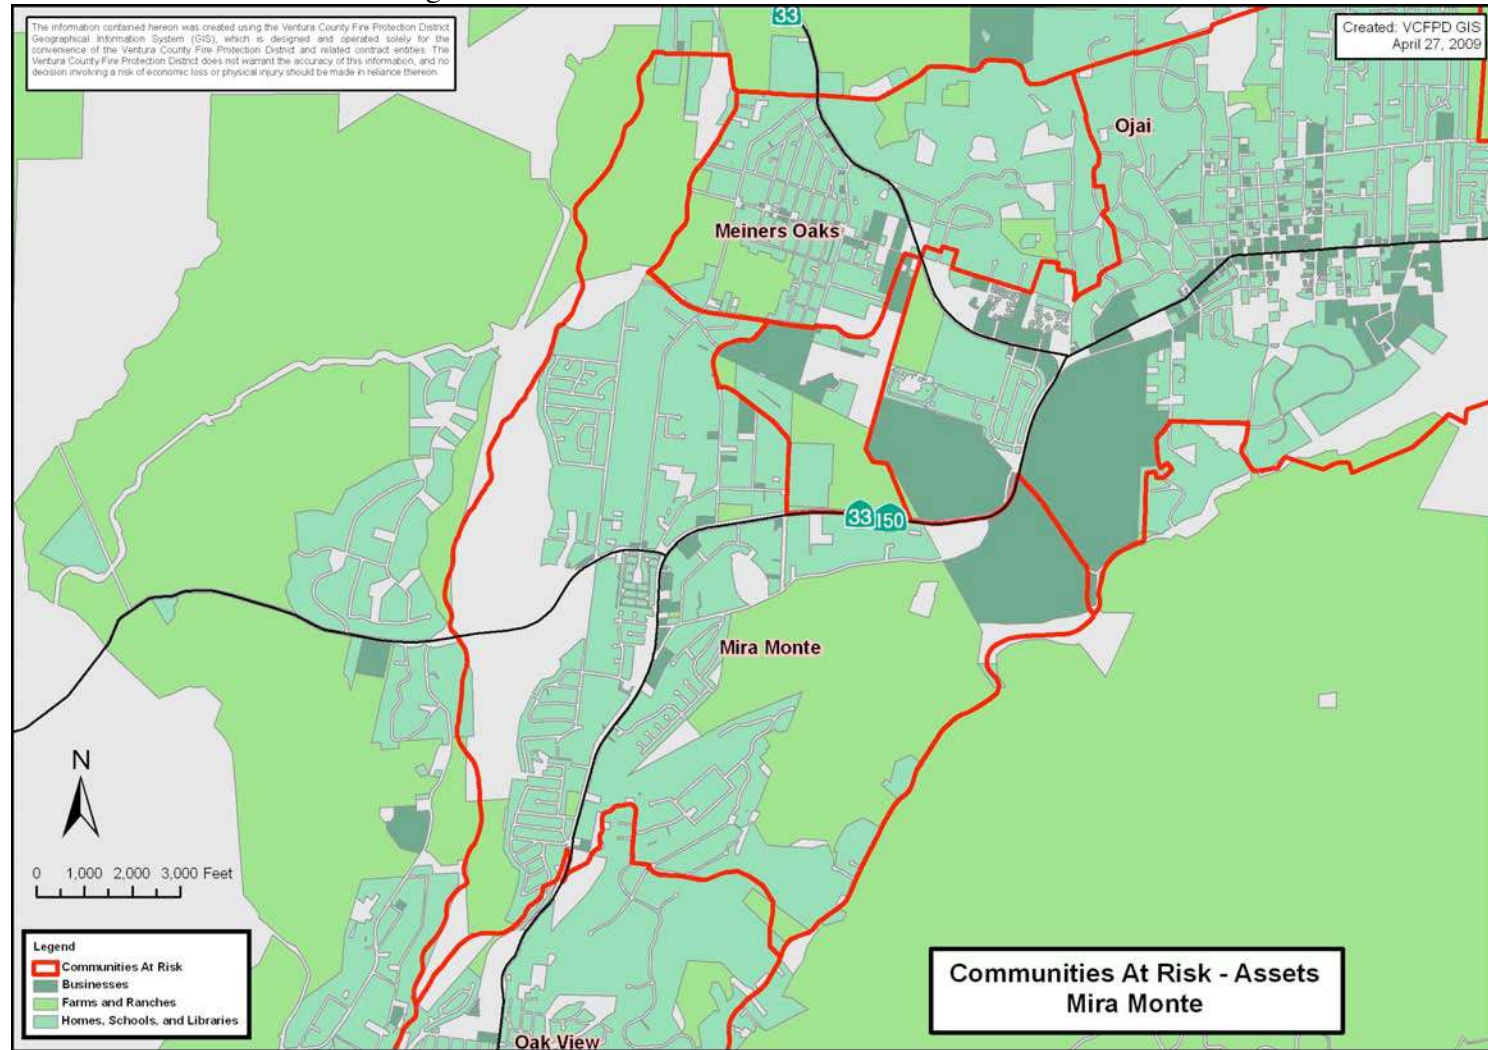 The information contained hereon was created using the Ventura County Fire Protection District
Geographical Information System (GIS), which is designed and operated solely for the
convenience of the Ventura County Fire Protection District and related contract entities. The
Ventura County Fire Protection District does not warrant the accuracy of this information, and no
decision involving a risk of economic loss or physical injury should be made in reliance thereon.
33
Created: VCFPD GIS
April 27, 2009
Ojai
Meiners Oaks
33 150
Mira Monte
N
0 1,000 2,000 3,000 Feet
Legend
Communities At Risk
Businesses
Farms and Ranches
Homes, Schools, and Libraries
Communities At Risk - Assets
Mira Monte
Oak View